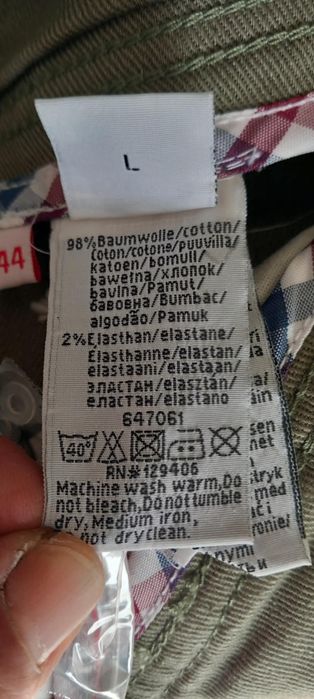 L
44
98%Baumwolle/cotton/
coton/cotone/puuvilla/
katoen/bomull/
bawełna/хлопок/
bavlna/Pamut/
бавовна/Bumbac/
algodão/Pamuk
2%Elasthan/elastane/
Elasthanne/elastan/
elastaani/elastaan/
эластан/elasztán/
еластан/elastano
647061
40°
RN#129406
Machine wash warm,Do
not bleach,Do not tumble
dry, Medium iron,
not dryclean.